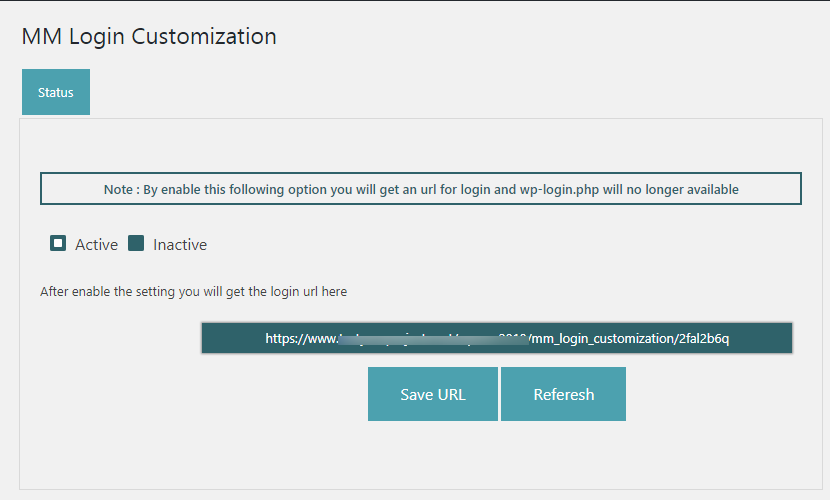 MM Login Customization
Status
Note : By enable this following option you will get an url for login and wp-login.php will no longer available
Active Inactive
After enable the setting you will get the login url here
https://www. /mm_login_customization/2fal2b6q
Save URL Referesh